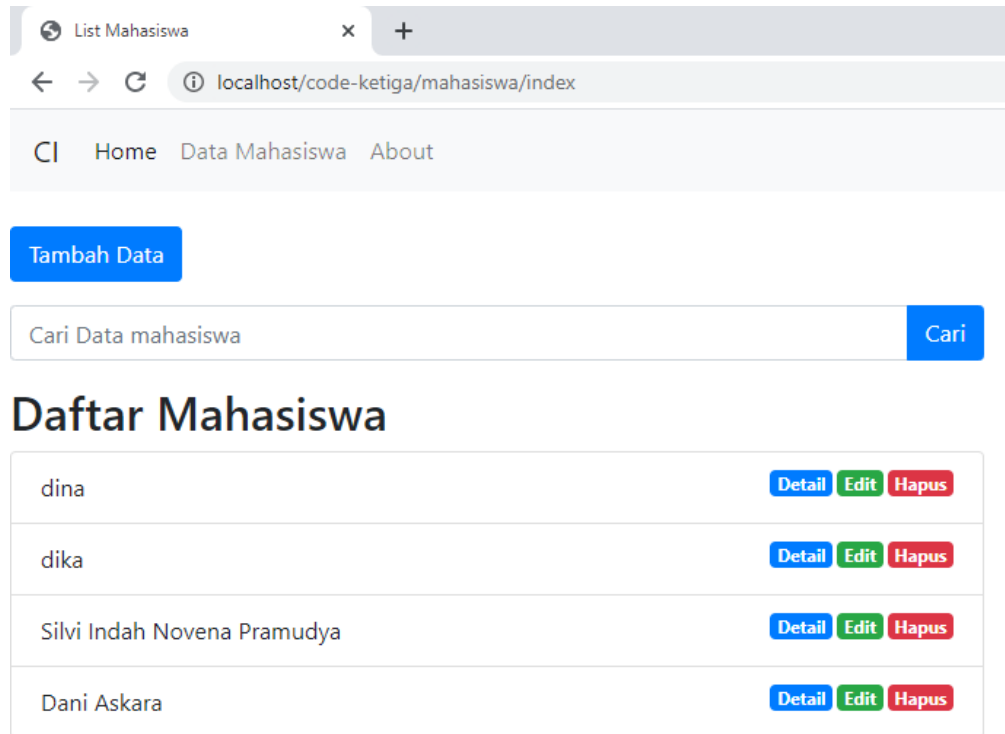 List Mahasiswa
localhost/code-ketiga/mahasiswa/index
CI Home Data Mahasiswa About
Tambah Data
Cari Data mahasiswa Cari
Daftar Mahasiswa
dina Detail Edit Hapus
dika Detail Edit Hapus
Silvi Indah Novena Pramudya Detail Edit Hapus
Dani Askara Detail Edit Hapus